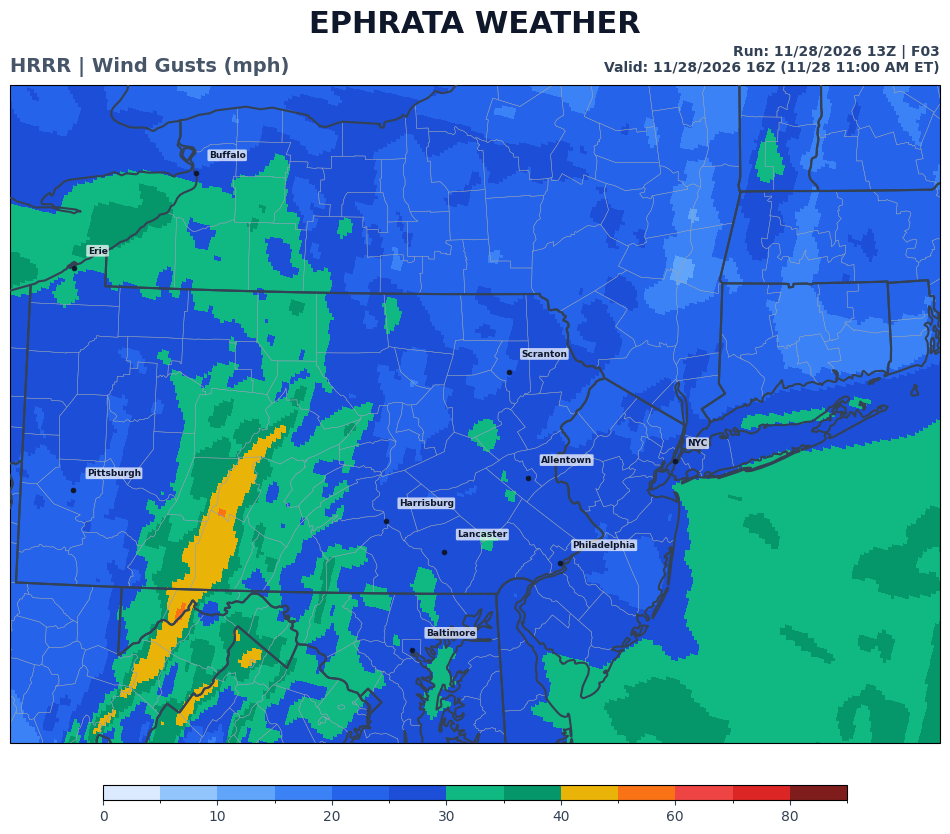 EPHRATA WEATHER
HRRR | Wind Gusts (mph)
Run: 11/28/2026 13Z | F03
Valid: 11/28/2026 16Z (11/28 11:00 AM ET)
Buffalo
Erie
Scranton
NYC
Pittsburgh
Allentown
Harrisburg
Lancaster
Philadelphia
Baltimore
0 10 20 30 40 50 60 70 80